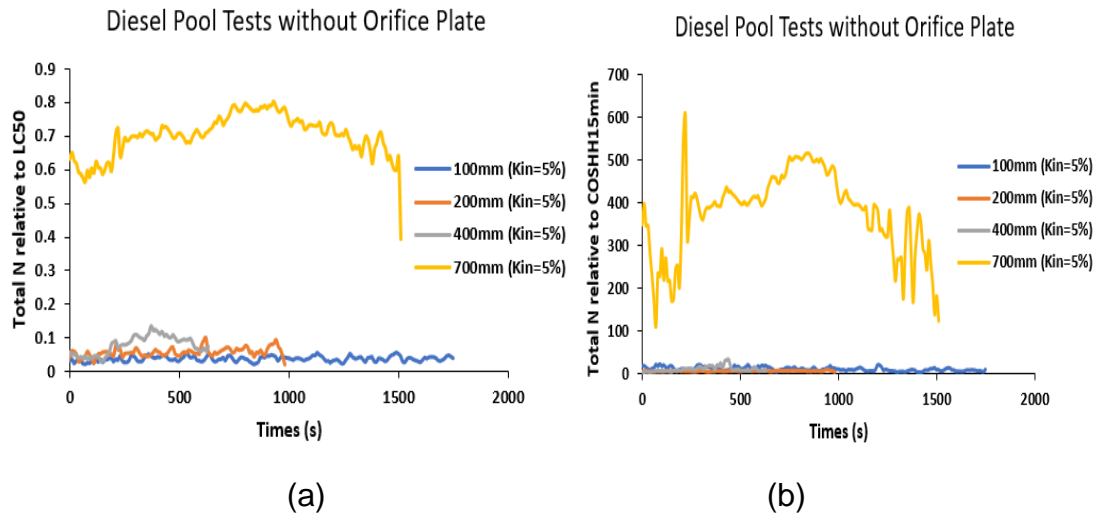 Diesel Pool Tests without Orifice Plate
Total N relative to LC50
0.9
0.8
0.7
0.6
0.5
0.4
0.3
0.2
0.1
0
0
500
1000
1500
2000
Times (s)
100mm (Kin=5%)
200mm (Kin=5%)
400mm (Kin=5%)
700mm (Kin=5%)
(a)
Diesel Pool Tests without Orifice Plate
Total N relative to COSHH15min
700
600
500
400
300
200
100
0
0
500
1000
1500
2000
Times (s)
100mm (Kin=5%)
200mm (Kin=5%)
400mm (Kin=5%)
700mm (Kin=5%)
(b)